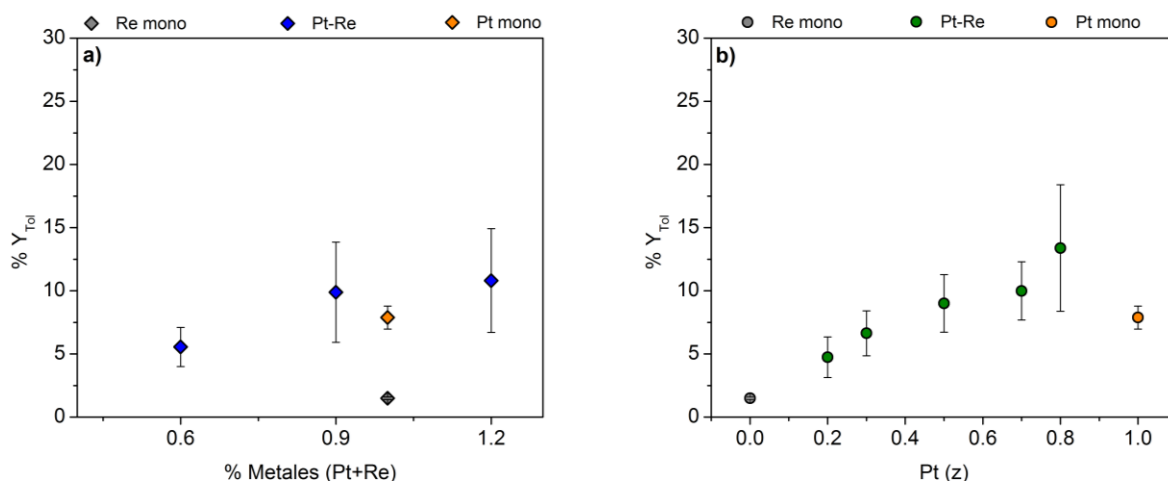 Re mono Pt-Re Pt mono
a)
30
25
20
15
10
5
0
% Y_Tol
0.6 0.9 1.2
% Metales (Pt+Re)
Re mono Pt-Re Pt mono
b)
30
25
20
15
10
5
0
% Y_Tol
0.0 0.2 0.4 0.6 0.8 1.0
Pt (z)